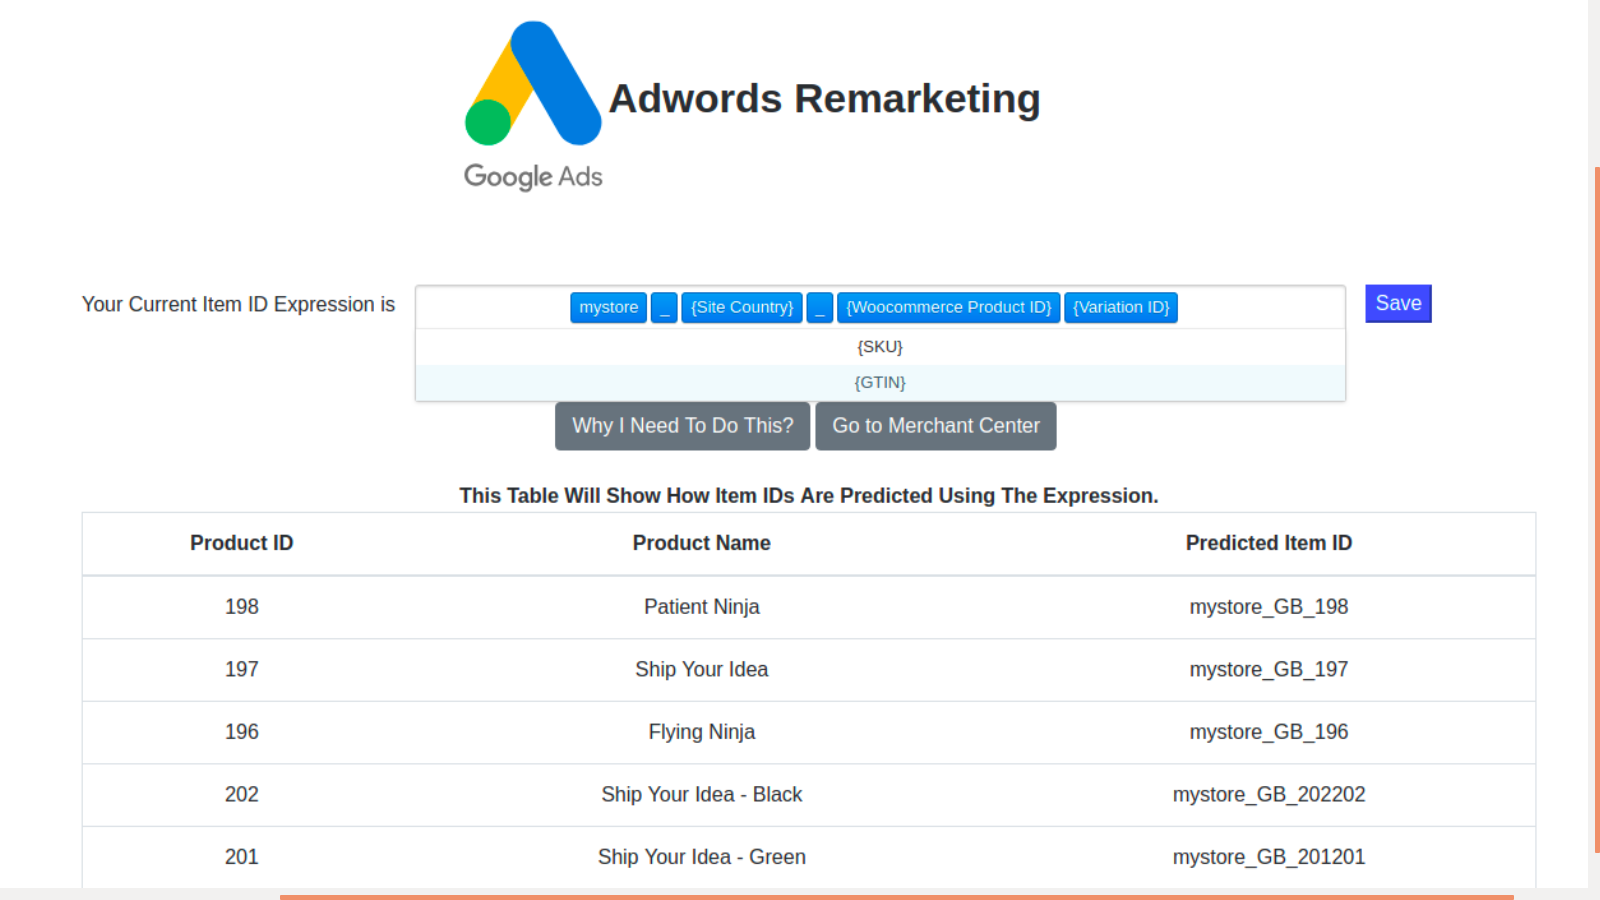 Adwords Remarketing
Google Ads
Your Current Item ID Expression is mystore _ {Site Country} _ {Woocommerce Product ID} {Variation ID} Save
{SKU}
{GTIN}
Why I Need To Do This? Go to Merchant Center
This Table Will Show How Item IDs Are Predicted Using The Expression.
Product ID Product Name Predicted Item ID
198 Patient Ninja mystore_GB_198
197 Ship Your Idea mystore_GB_197
196 Flying Ninja mystore_GB_196
202 Ship Your Idea - Black mystore_GB_202202
201 Ship Your Idea - Green mystore_GB_201201